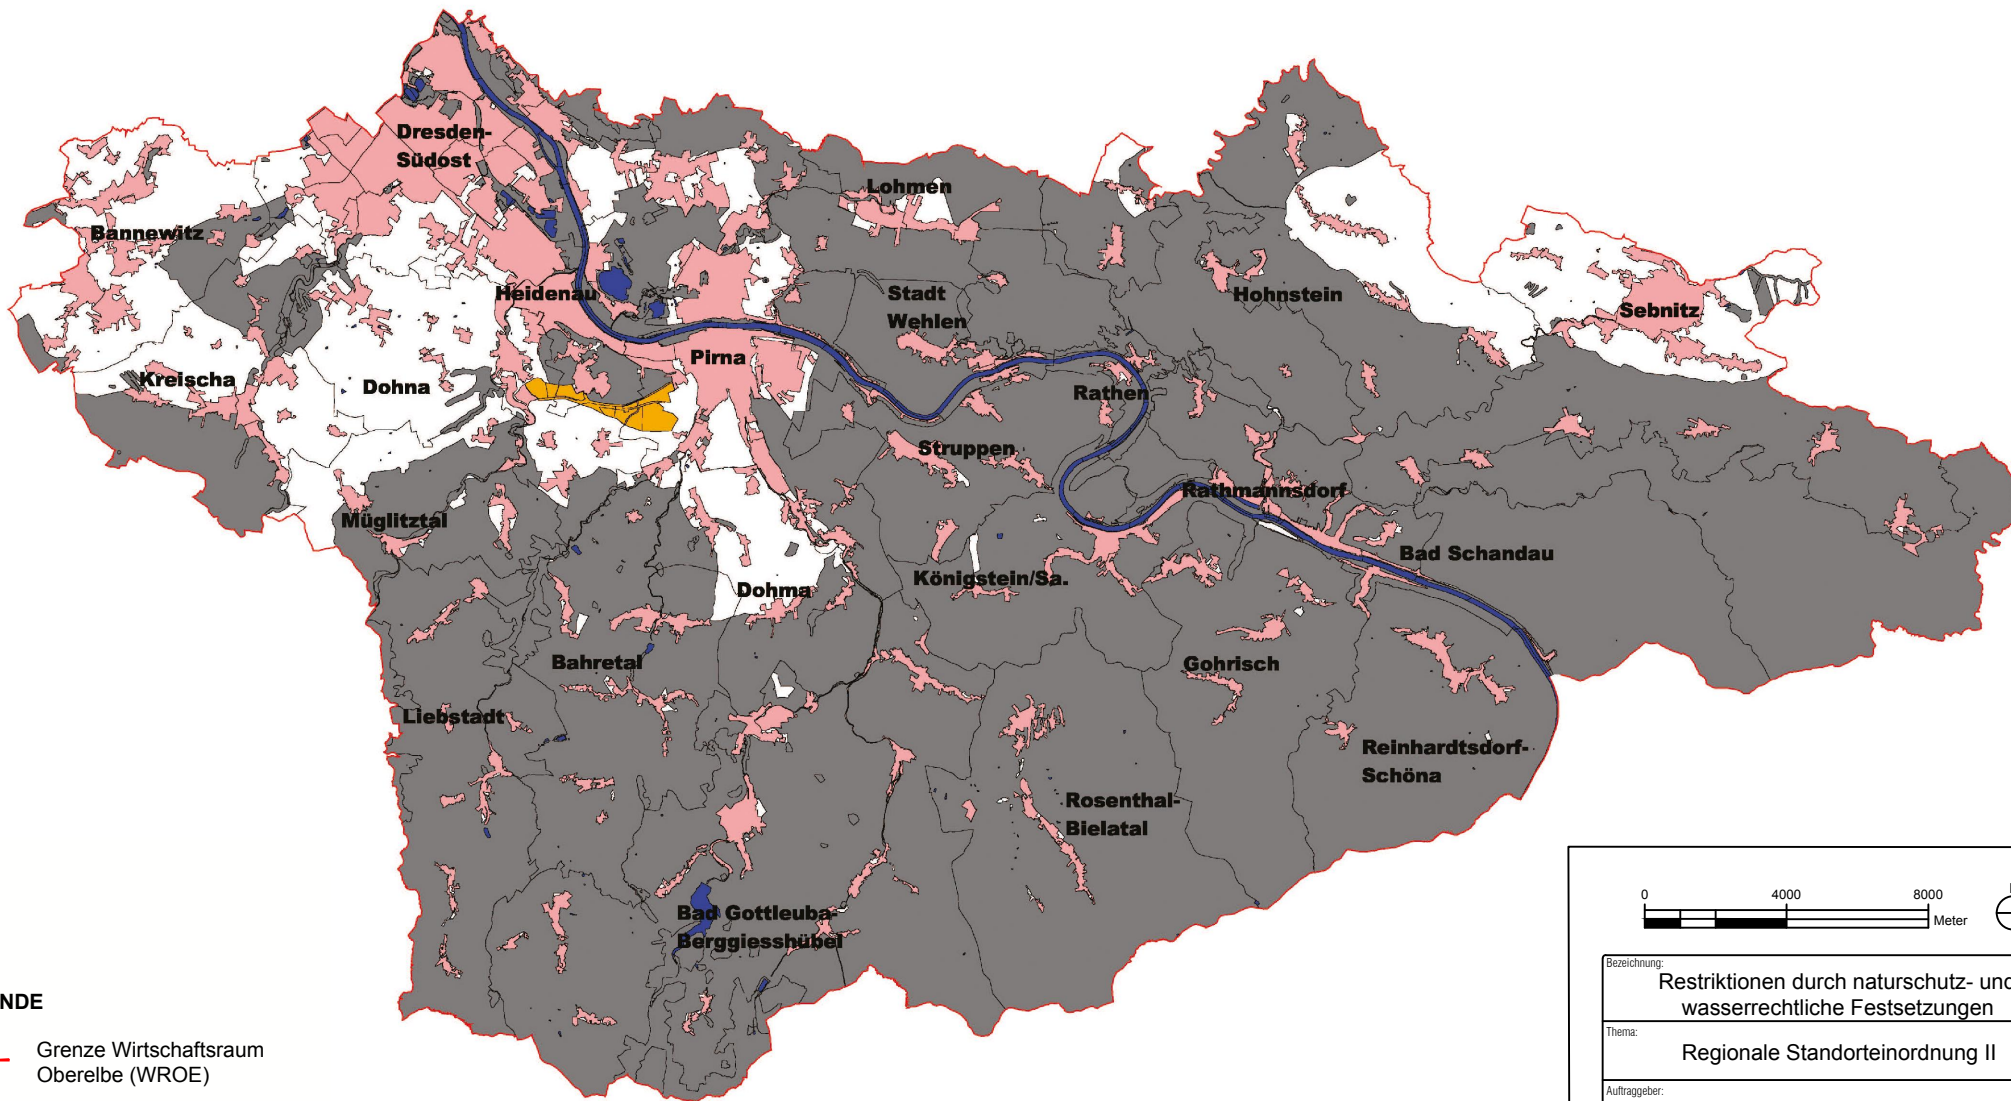 Dresden-
Südost
Lohmen
Bannewitz
Heidenau
Stadt
Wehlen
Hohnstein
Sebnitz
Pirna
Kreischa
Dohna
Rathen
Struppen
Rathmannsdorf
Müglitztal
Bad Schandau
Dohma
Königstein/Sa.
Bahretal
Gohrisch
Liebstadt
Reinhardtsdorf-
Schöna
Rosenthal-
Bielatal
Bad Gottleuba-
Berggiesshübel
0 4000 8000
Meter
Bezeichnung:
Restriktionen durch naturschutz- und
wasserrechtliche Festsetzungen
Thema:
Regionale Standorteinordnung II
Auftraggeber:
NDE
Grenze Wirtschaftsraum
Oberelbe (WROE)